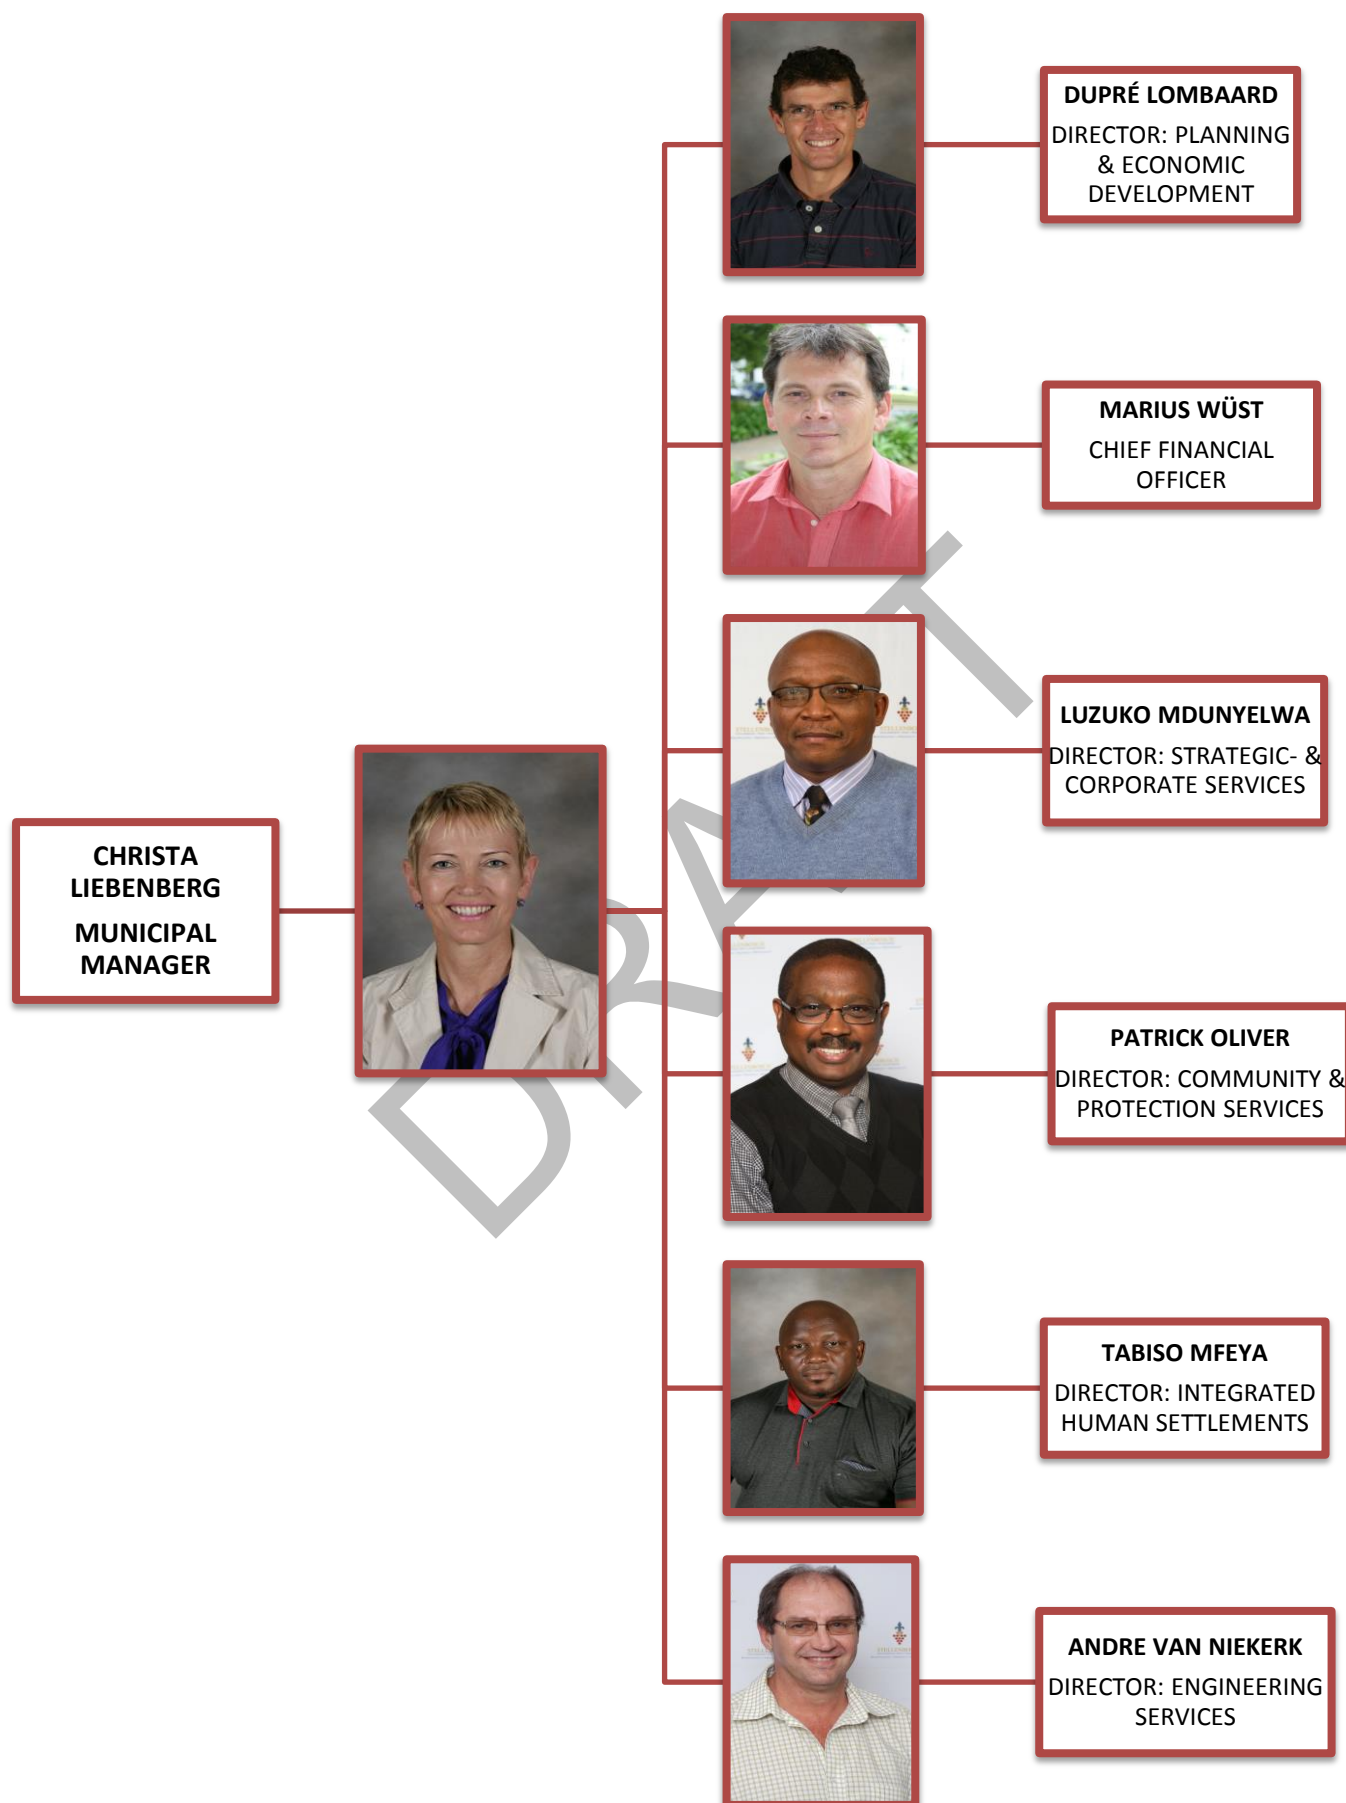 DUPRÉ LOMBAARD
DIRECTOR: PLANNING
& ECONOMIC
DEVELOPMENT
MARIUS WÜST
CHIEF FINANCIAL
OFFICER
LUZUKO MDUNYELWA
DIRECTOR: STRATEGIC- &
CORPORATE SERVICES
CHRISTA
LIEBENBERG
MUNICIPAL
MANAGER
PATRICK OLIVER
DIRECTOR: COMMUNITY &
PROTECTION SERVICES
TABISO MFEYA
DIRECTOR: INTEGRATED
HUMAN SETTLEMENTS
ANDRE VAN NIEKERK
DIRECTOR: ENGINEERING
SERVICES
DRAFT